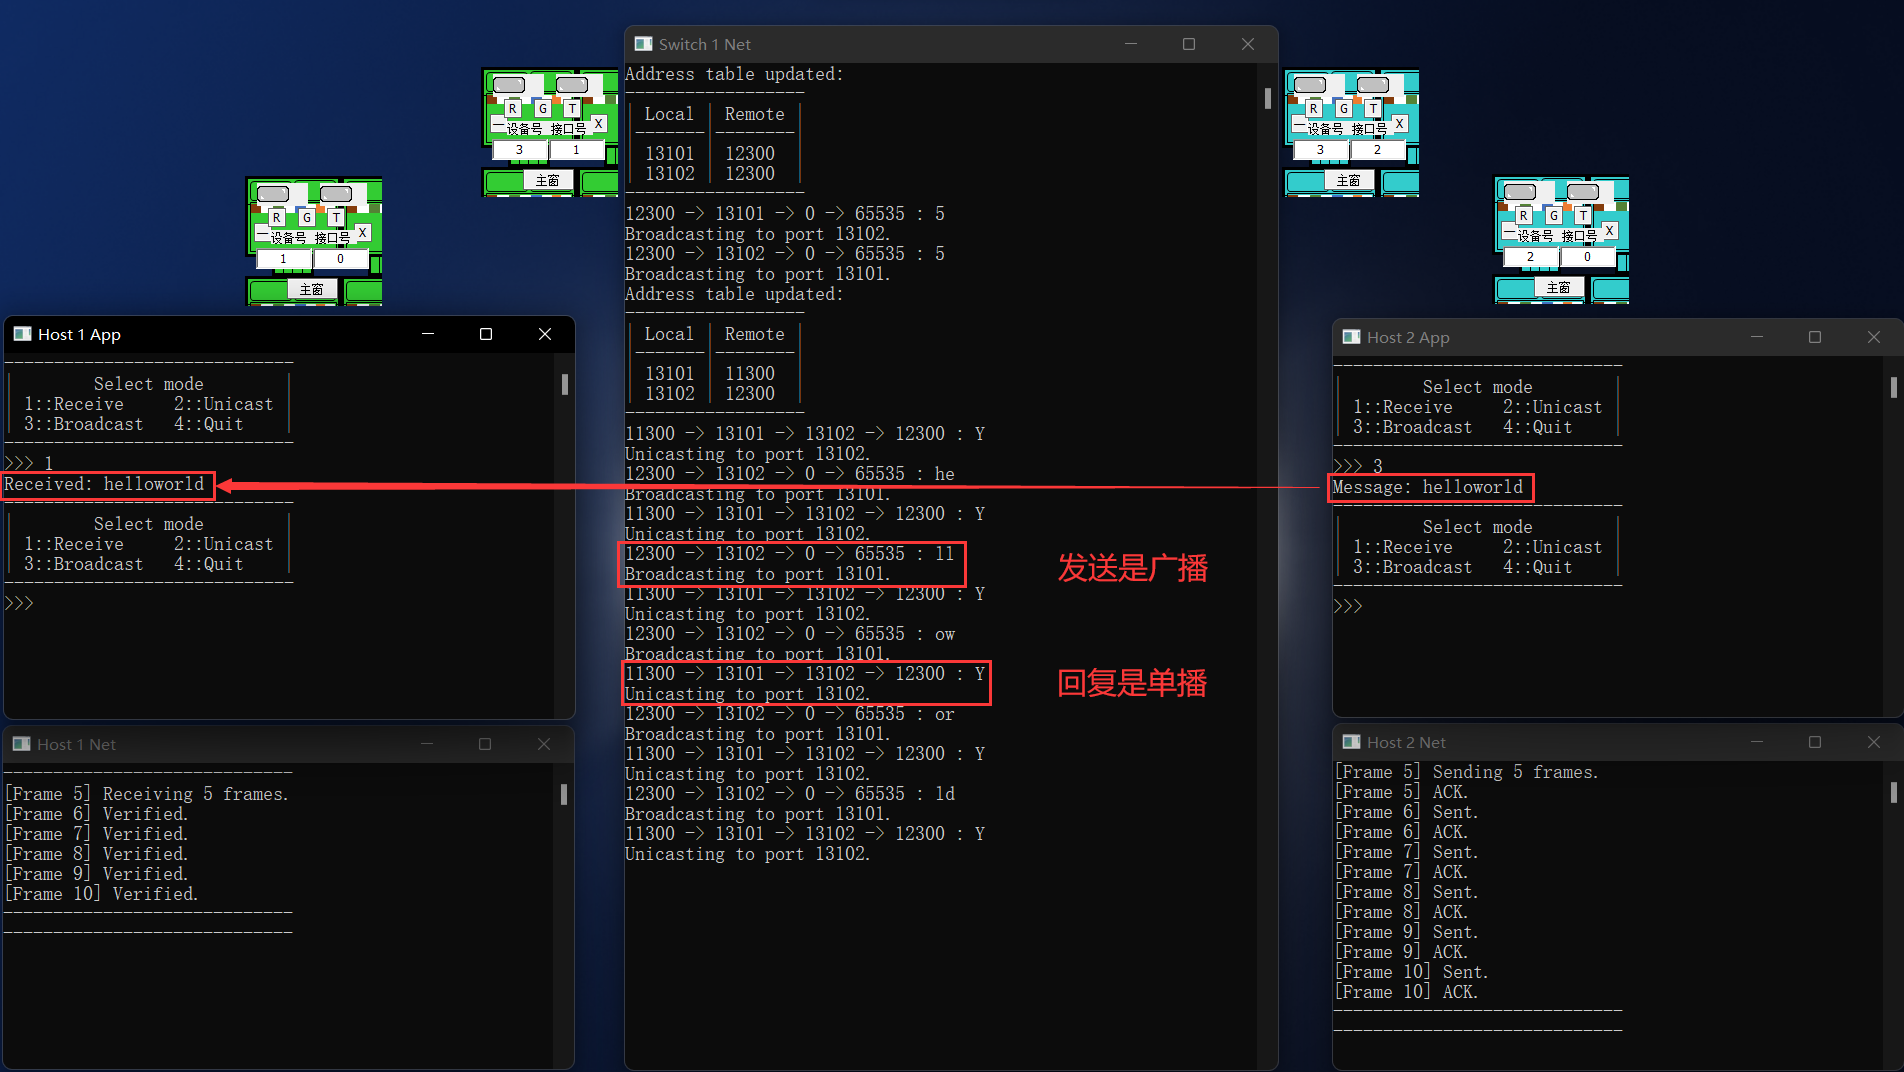 Switch 1 Net
Address table updated:
Local Remote
13101 12300
13102 12300
12300 -> 13101 -> 0 -> 65535 : 5
Broadcasting to port 13102.
12300 -> 13102 -> 0 -> 65535 : 5
Broadcasting to port 13101.
Address table updated:
Local Remote
13101 11300
13102 12300
11300 -> 13101 -> 13102 -> 12300 : Y
Unicasting to port 13102.
12300 -> 13102 -> 0 -> 65535 : he
Broadcasting to port 13101.
11300 -> 13101 -> 13102 -> 12300 : Y
Unicasting to port 13102.
12300 -> 13102 -> 0 -> 65535 : ll
Broadcasting to port 13101.
11300 -> 13101 -> 13102 -> 12300 : Y
Unicasting to port 13102.
12300 -> 13102 -> 0 -> 65535 : ow
Broadcasting to port 13101.
11300 -> 13101 -> 13102 -> 12300 : Y
Unicasting to port 13102.
12300 -> 13102 -> 0 -> 65535 : or
Broadcasting to port 13101.
11300 -> 13101 -> 13102 -> 12300 : Y
Unicasting to port 13102.
12300 -> 13102 -> 0 -> 65535 : ld
Broadcasting to port 13101.
11300 -> 13101 -> 13102 -> 12300 : Y
Unicasting to port 13102.
发送是广播
回复是单播
R G T
一 设备号 接口号 X
3 1
主窗
R G T
一 设备号 接口号 X
1 0
主窗
R G T
一 设备号 接口号 X
3 2
主窗
R G T
一 设备号 接口号 X
2 0
主窗
Host 1 App
Select mode
1::Receive 2::Unicast
3::Broadcast 4::Quit
>>> 1
Received: helloworld
Select mode
1::Receive 2::Unicast
3::Broadcast 4::Quit
>>>
Host 1 Net
[Frame 5] Receiving 5 frames.
[Frame 6] Verified.
[Frame 7] Verified.
[Frame 8] Verified.
[Frame 9] Verified.
[Frame 10] Verified.
Host 2 App
Select mode
1::Receive 2::Unicast
3::Broadcast 4::Quit
>>> 3
Message: helloworld
Select mode
1::Receive 2::Unicast
3::Broadcast 4::Quit
>>>
Host 2 Net
[Frame 5] Sending 5 frames.
[Frame 5] ACK.
[Frame 6] Sent.
[Frame 6] ACK.
[Frame 7] Sent.
[Frame 7] ACK.
[Frame 8] Sent.
[Frame 8] ACK.
[Frame 9] Sent.
[Frame 9] ACK.
[Frame 10] Sent.
[Frame 10] ACK.